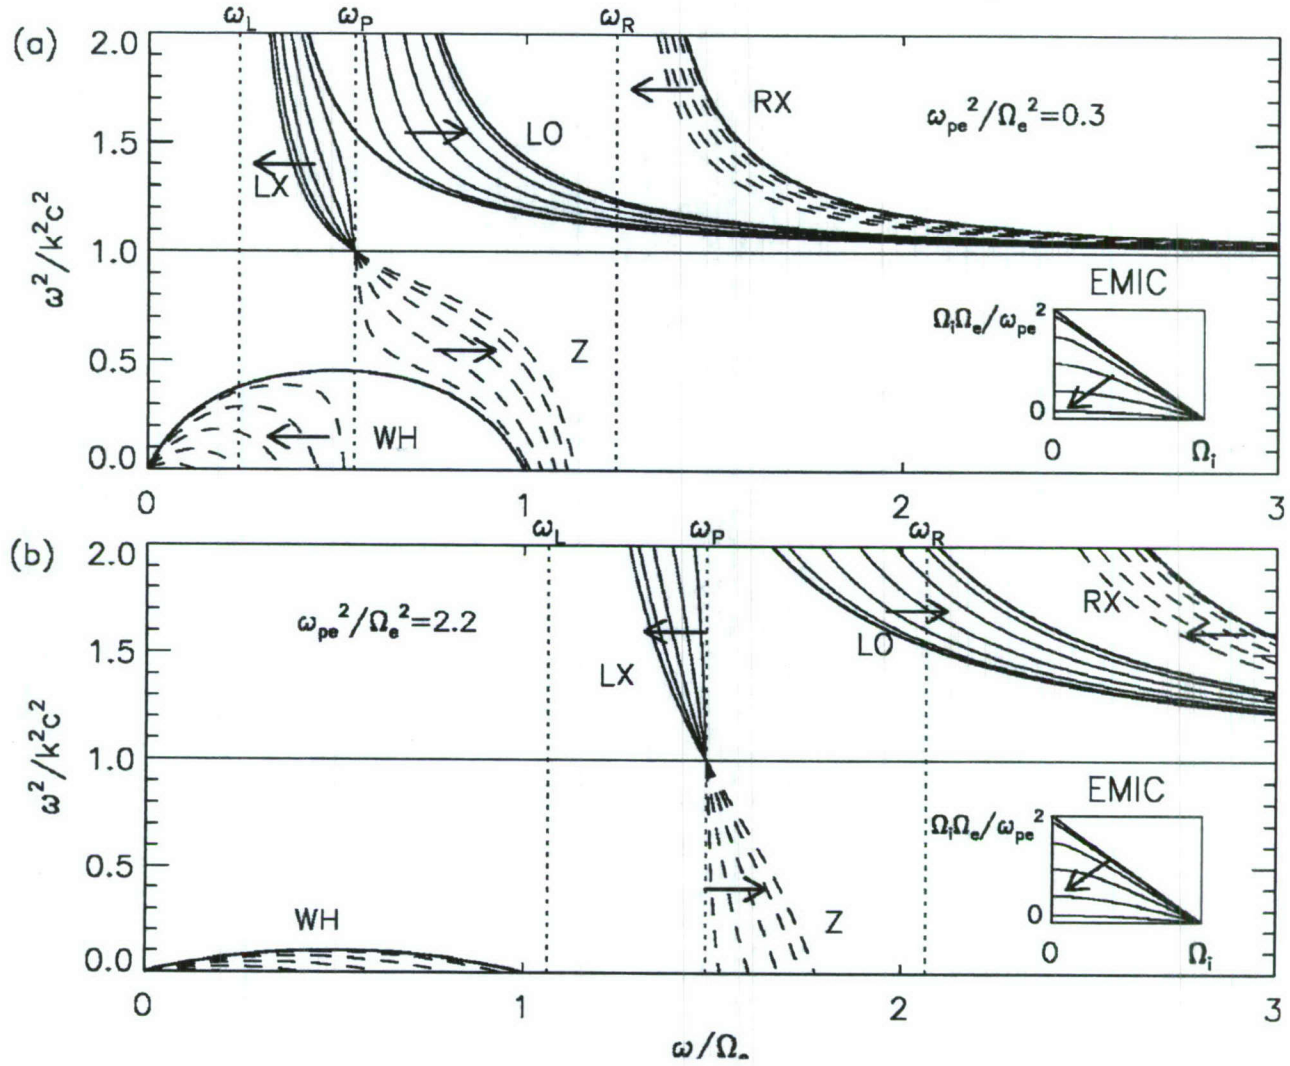 (a)
ω_L ω_P ω_R
2.0
1.5
1.0
0.5
0.0
ω²/k²c²
LX
LO
RX
ω_pe²/Ω_e²=0.3
Z
WH
EMIC
Ω_iΩ_e/ω_pe²
0
0 Ω_i
0 1 2 3
(b)
ω_L ω_P ω_R
2.0
1.5
1.0
0.5
0.0
ω²/k²c²
ω_pe²/Ω_e²=2.2
LX
LO
RX
Z
WH
EMIC
Ω_iΩ_e/ω_pe²
0
0 Ω_i
0 1 2 3
ω/Ω